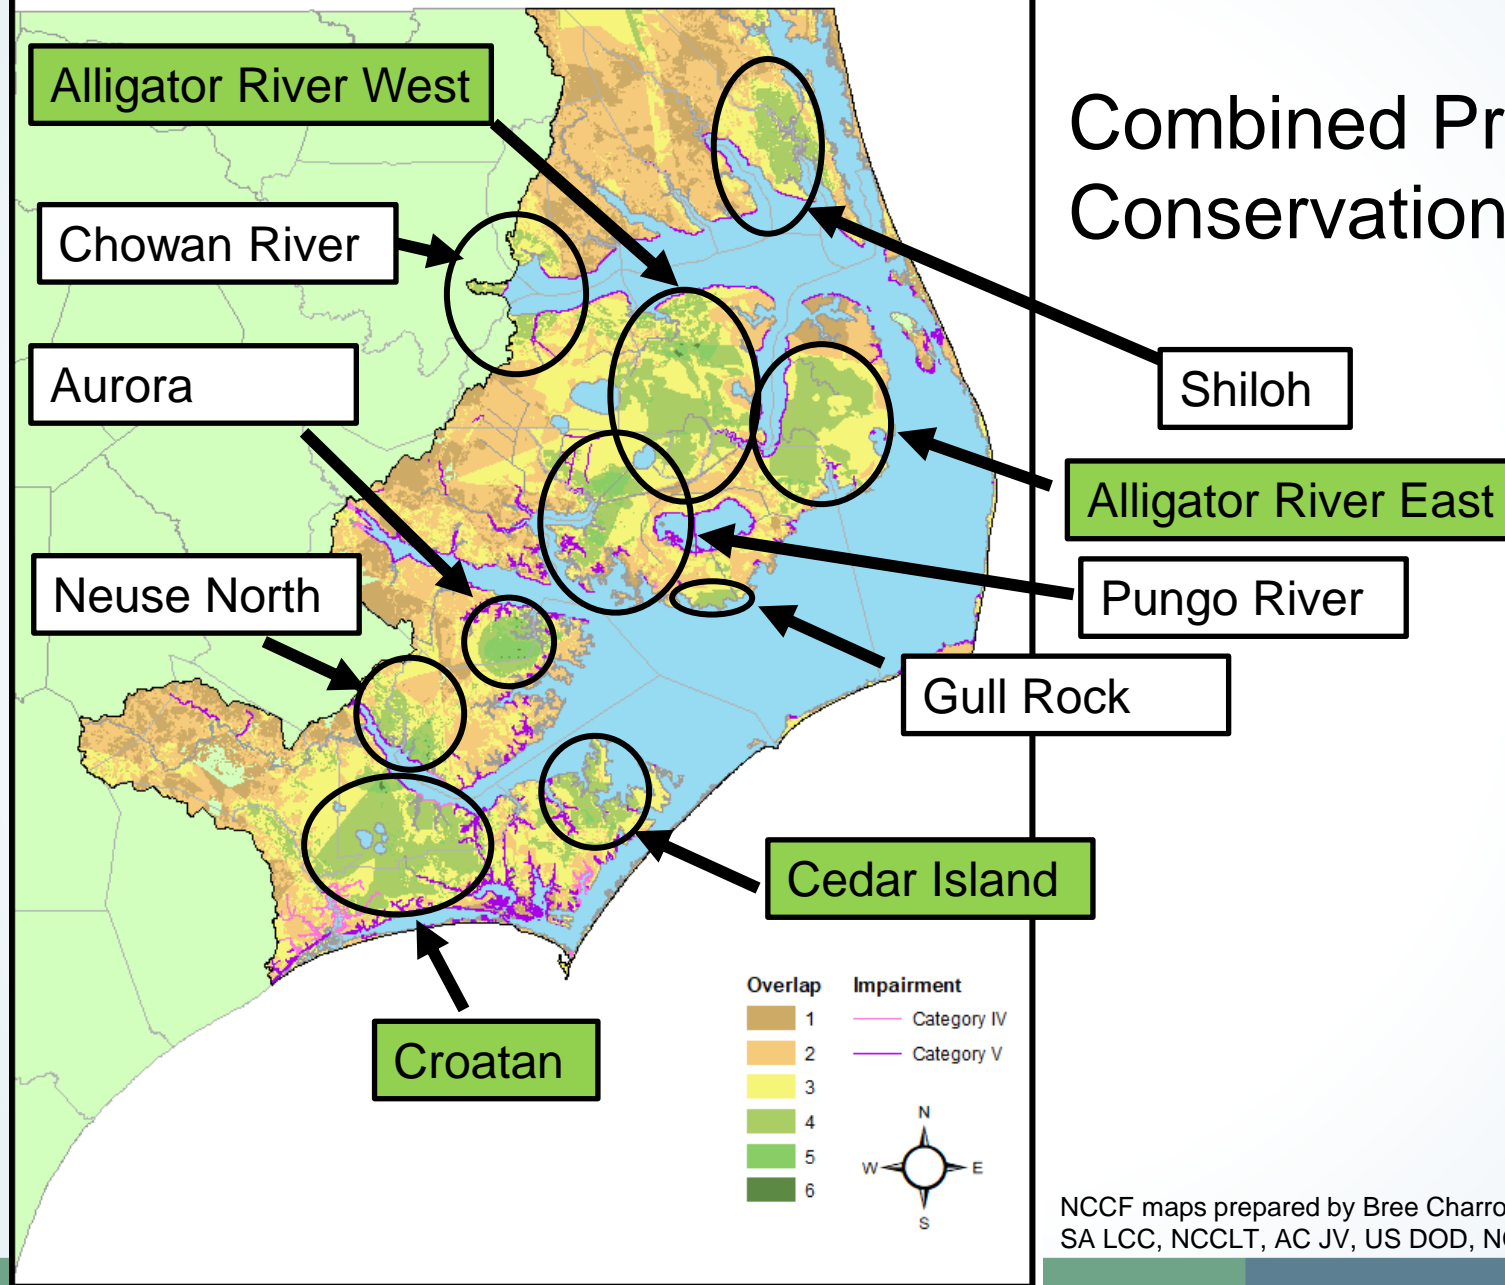 Combined Pr
Conservation
Alligator River West
Chowan River
Aurora
Neuse North
Shiloh
Alligator River East
Pungo River
Gull Rock
Cedar Island
Croatan
Overlap
1
2
3
4
5
6
Impairment
Category IV
Category V
N
W E
S
NCCF maps prepared by Bree Charro
SA LCC, NCCLT, AC JV, US DOD, NC